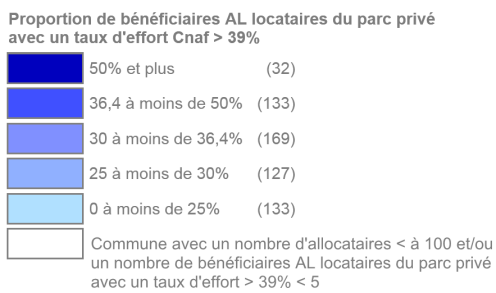 Proportion de bénéficiaires AL locataires du parc privé
avec un taux d'effort Cnaf > 39%
50% et plus (32)
36,4 à moins de 50% (133)
30 à moins de 36,4% (169)
25 à moins de 30% (127)
0 à moins de 25% (133)
Commune avec un nombre d'allocataires < à 100 et/ou
un nombre de bénéficiaires AL locataires du parc privé
avec un taux d'effort > 39% < 5